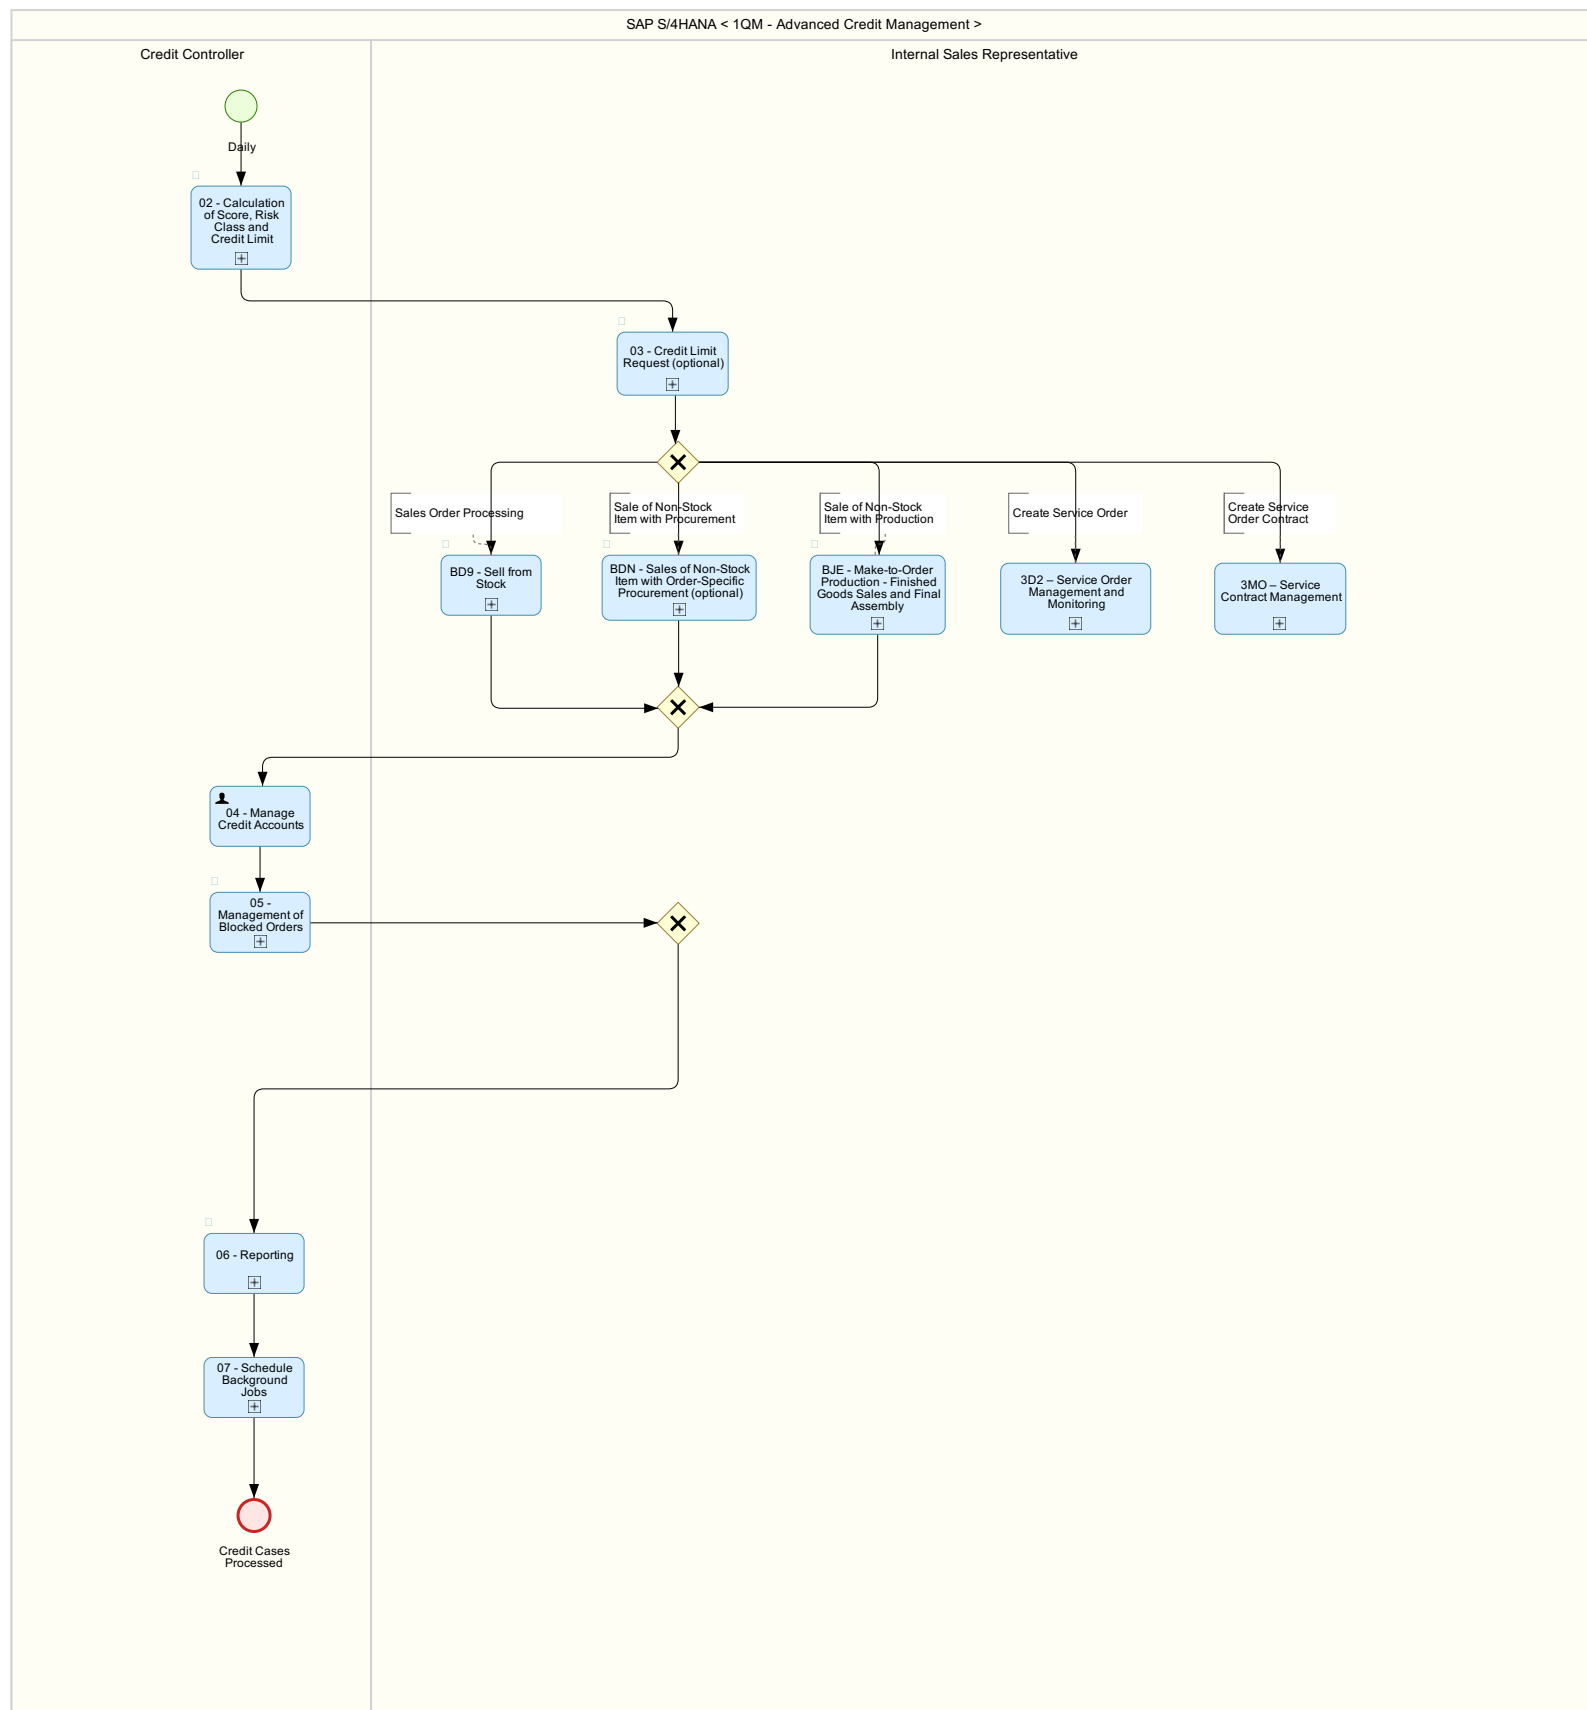 SAP S/4HANA < 1QM - Advanced Credit Management >
Credit Controller
Internal Sales Representative
Daily
02 - Calculation
of Score, Risk
Class and
Credit Limit
03 - Credit Limit
Request (optional)
Sales Order Processing
Sale of Non-Stock
Item with Procurement
Sale of Non-Stock
Item with Production
Create Service Order
Create Service
Order Contract
BD9 - Sell from
Stock
BDN - Sales of Non-Stock
Item with Order-Specific
Procurement (optional)
BJE - Make-to-Order
Production - Finished
Goods Sales and Final
Assembly
3D2 – Service Order
Management and
Monitoring
3MO – Service
Contract Management
04 - Manage
Credit Accounts
05 -
Management of
Blocked Orders
06 - Reporting
07 - Schedule
Background
Jobs
Credit Cases
Processed